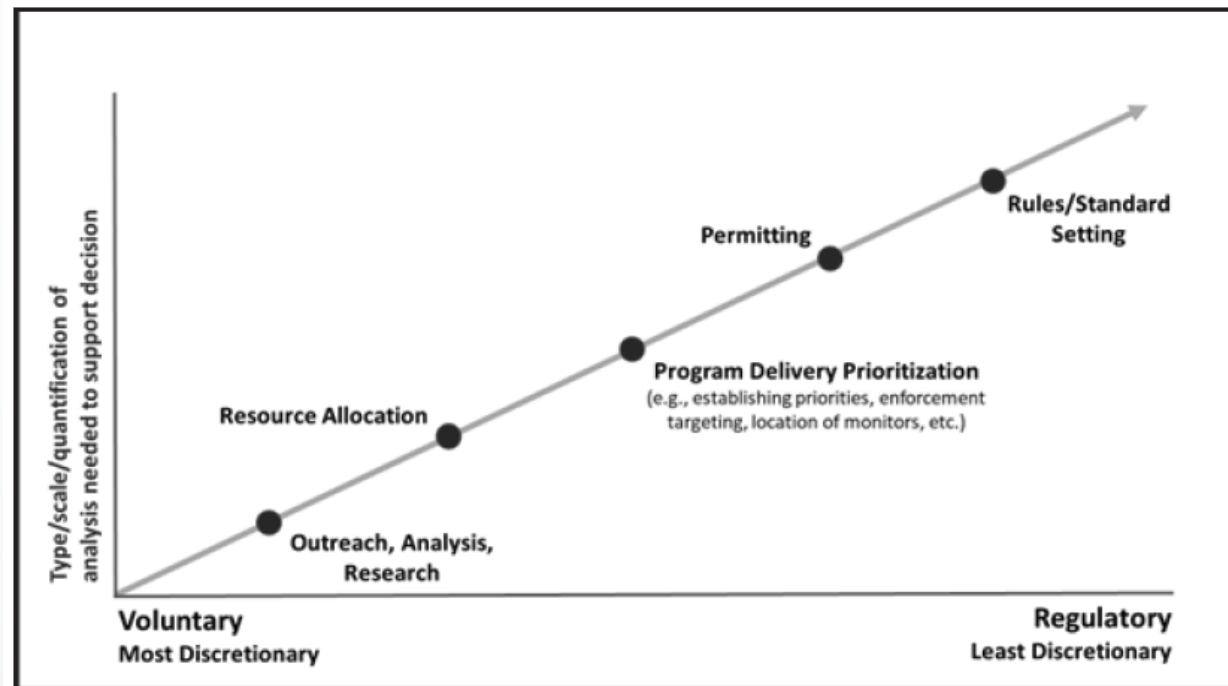 Type/scale/quantification of
analysis needed to support decision
Rules/Standard
Setting
Permitting
Program Delivery Prioritization
(e.g., establishing priorities, enforcement
targeting, location of monitors, etc.)
Resource Allocation
Outreach, Analysis,
Research
Voluntary
Most Discretionary
Regulatory
Least Discretionary